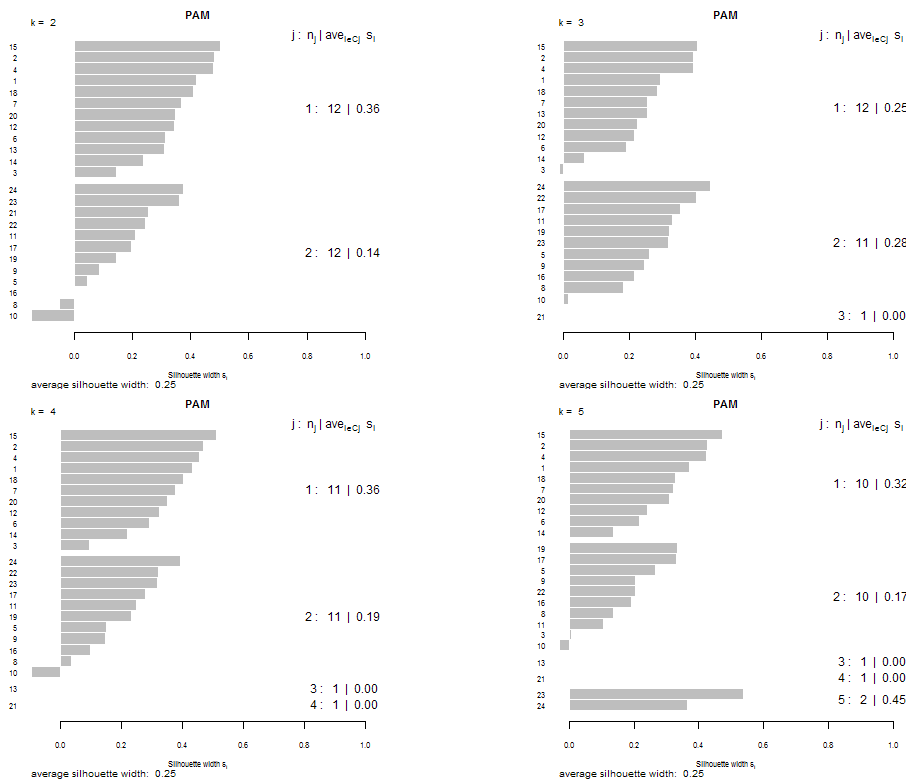 PAM
k = 2
j : nj | aveiεCj si
15
2
4
1
18
7
20
12
6
13
14
3
1 : 12 | 0.36
24
23
21
22
11
17
19
9
5
16
8
10
2 : 12 | 0.14
0.0 0.2 0.4 0.6 0.8 1.0
Silhouette width si
average silhouette width: 0.25
PAM
k = 3
j : nj | aveiεCj si
15
2
4
1
18
7
13
20
12
6
14
3
1 : 12 | 0.25
24
22
17
11
19
23
5
9
16
8
10
2 : 11 | 0.28
21
3 : 1 | 0.00
0.0 0.2 0.4 0.6 0.8 1.0
Silhouette width si
average silhouette width: 0.25
PAM
k = 4
j : nj | aveiεCj si
15
2
4
1
18
7
20
12
6
14
3
1 : 11 | 0.36
24
22
23
17
11
19
5
9
16
8
10
2 : 11 | 0.19
13
3 : 1 | 0.00
21
4 : 1 | 0.00
0.0 0.2 0.4 0.6 0.8 1.0
Silhouette width si
average silhouette width: 0.25
PAM
k = 5
j : nj | aveiεCj si
15
2
4
1
18
7
20
12
6
14
1 : 10 | 0.32
19
17
5
9
22
16
8
11
3
10
2 : 10 | 0.17
13
3 : 1 | 0.00
21
4 : 1 | 0.00
23
24
5 : 2 | 0.45
0.0 0.2 0.4 0.6 0.8 1.0
Silhouette width si
average silhouette width: 0.25